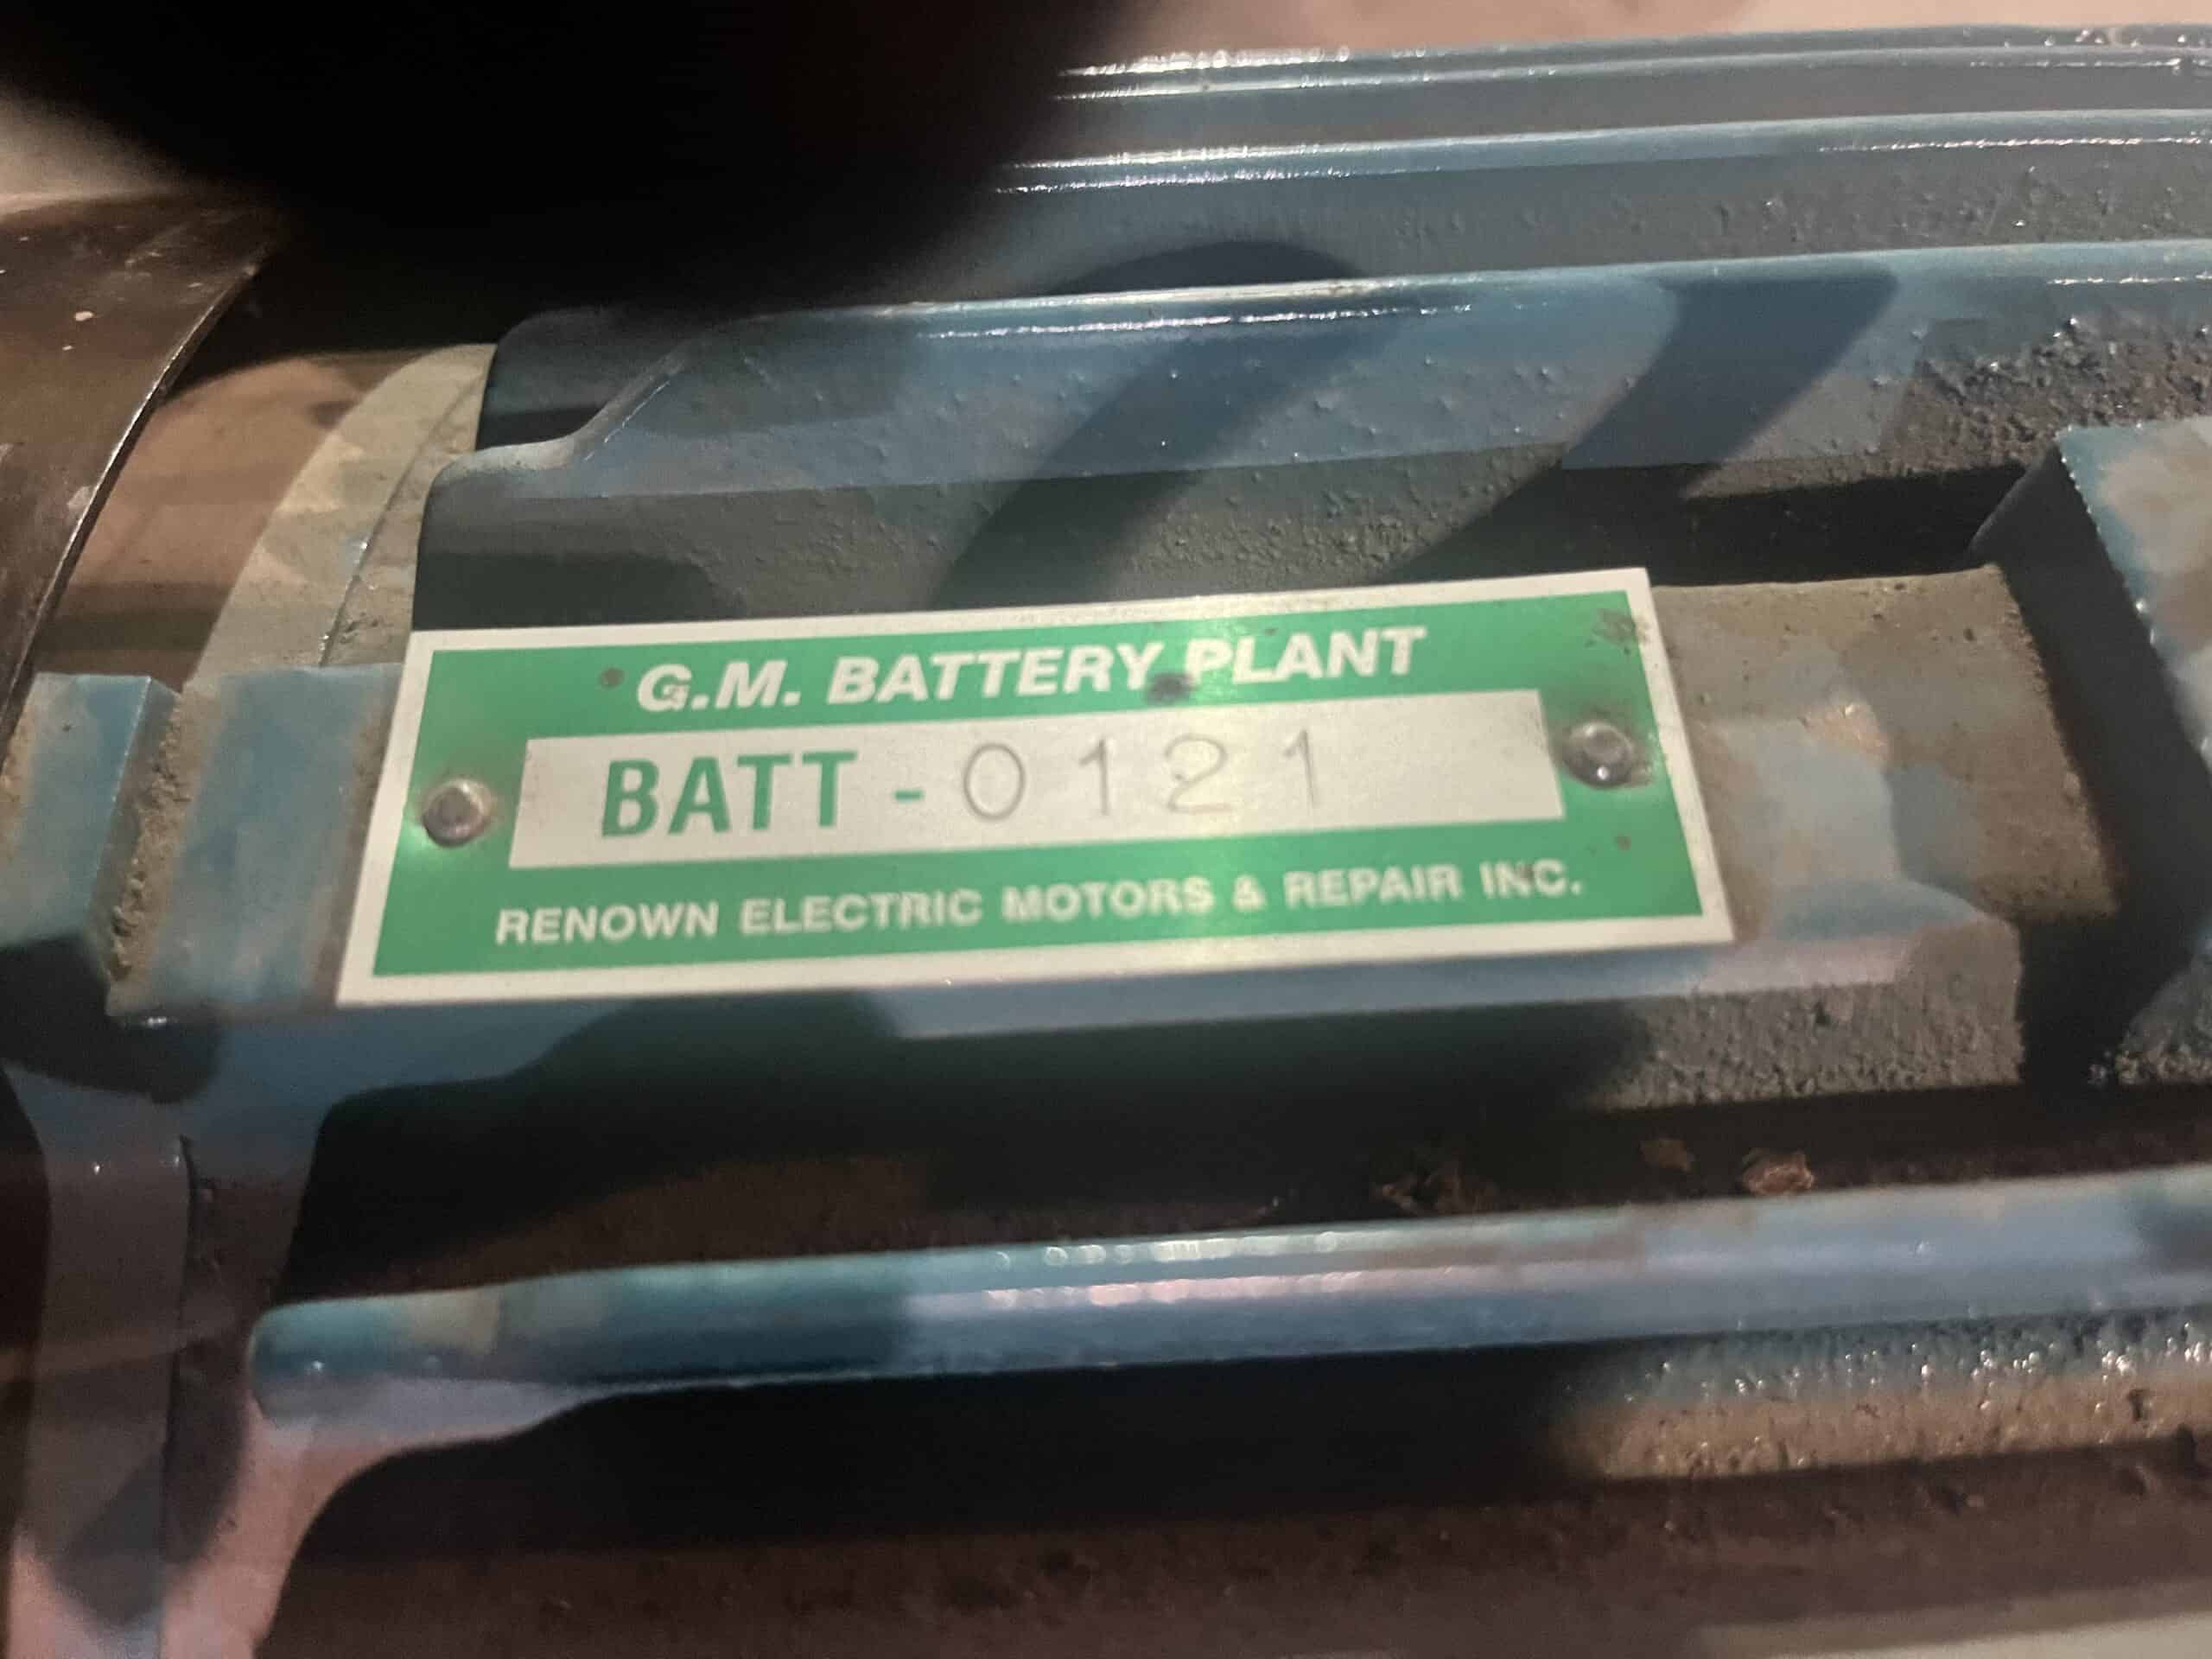 G.M. BATTERY PLANT
BATT - 0121
RENOWN ELECTRIC MOTORS & REPAIR INC.